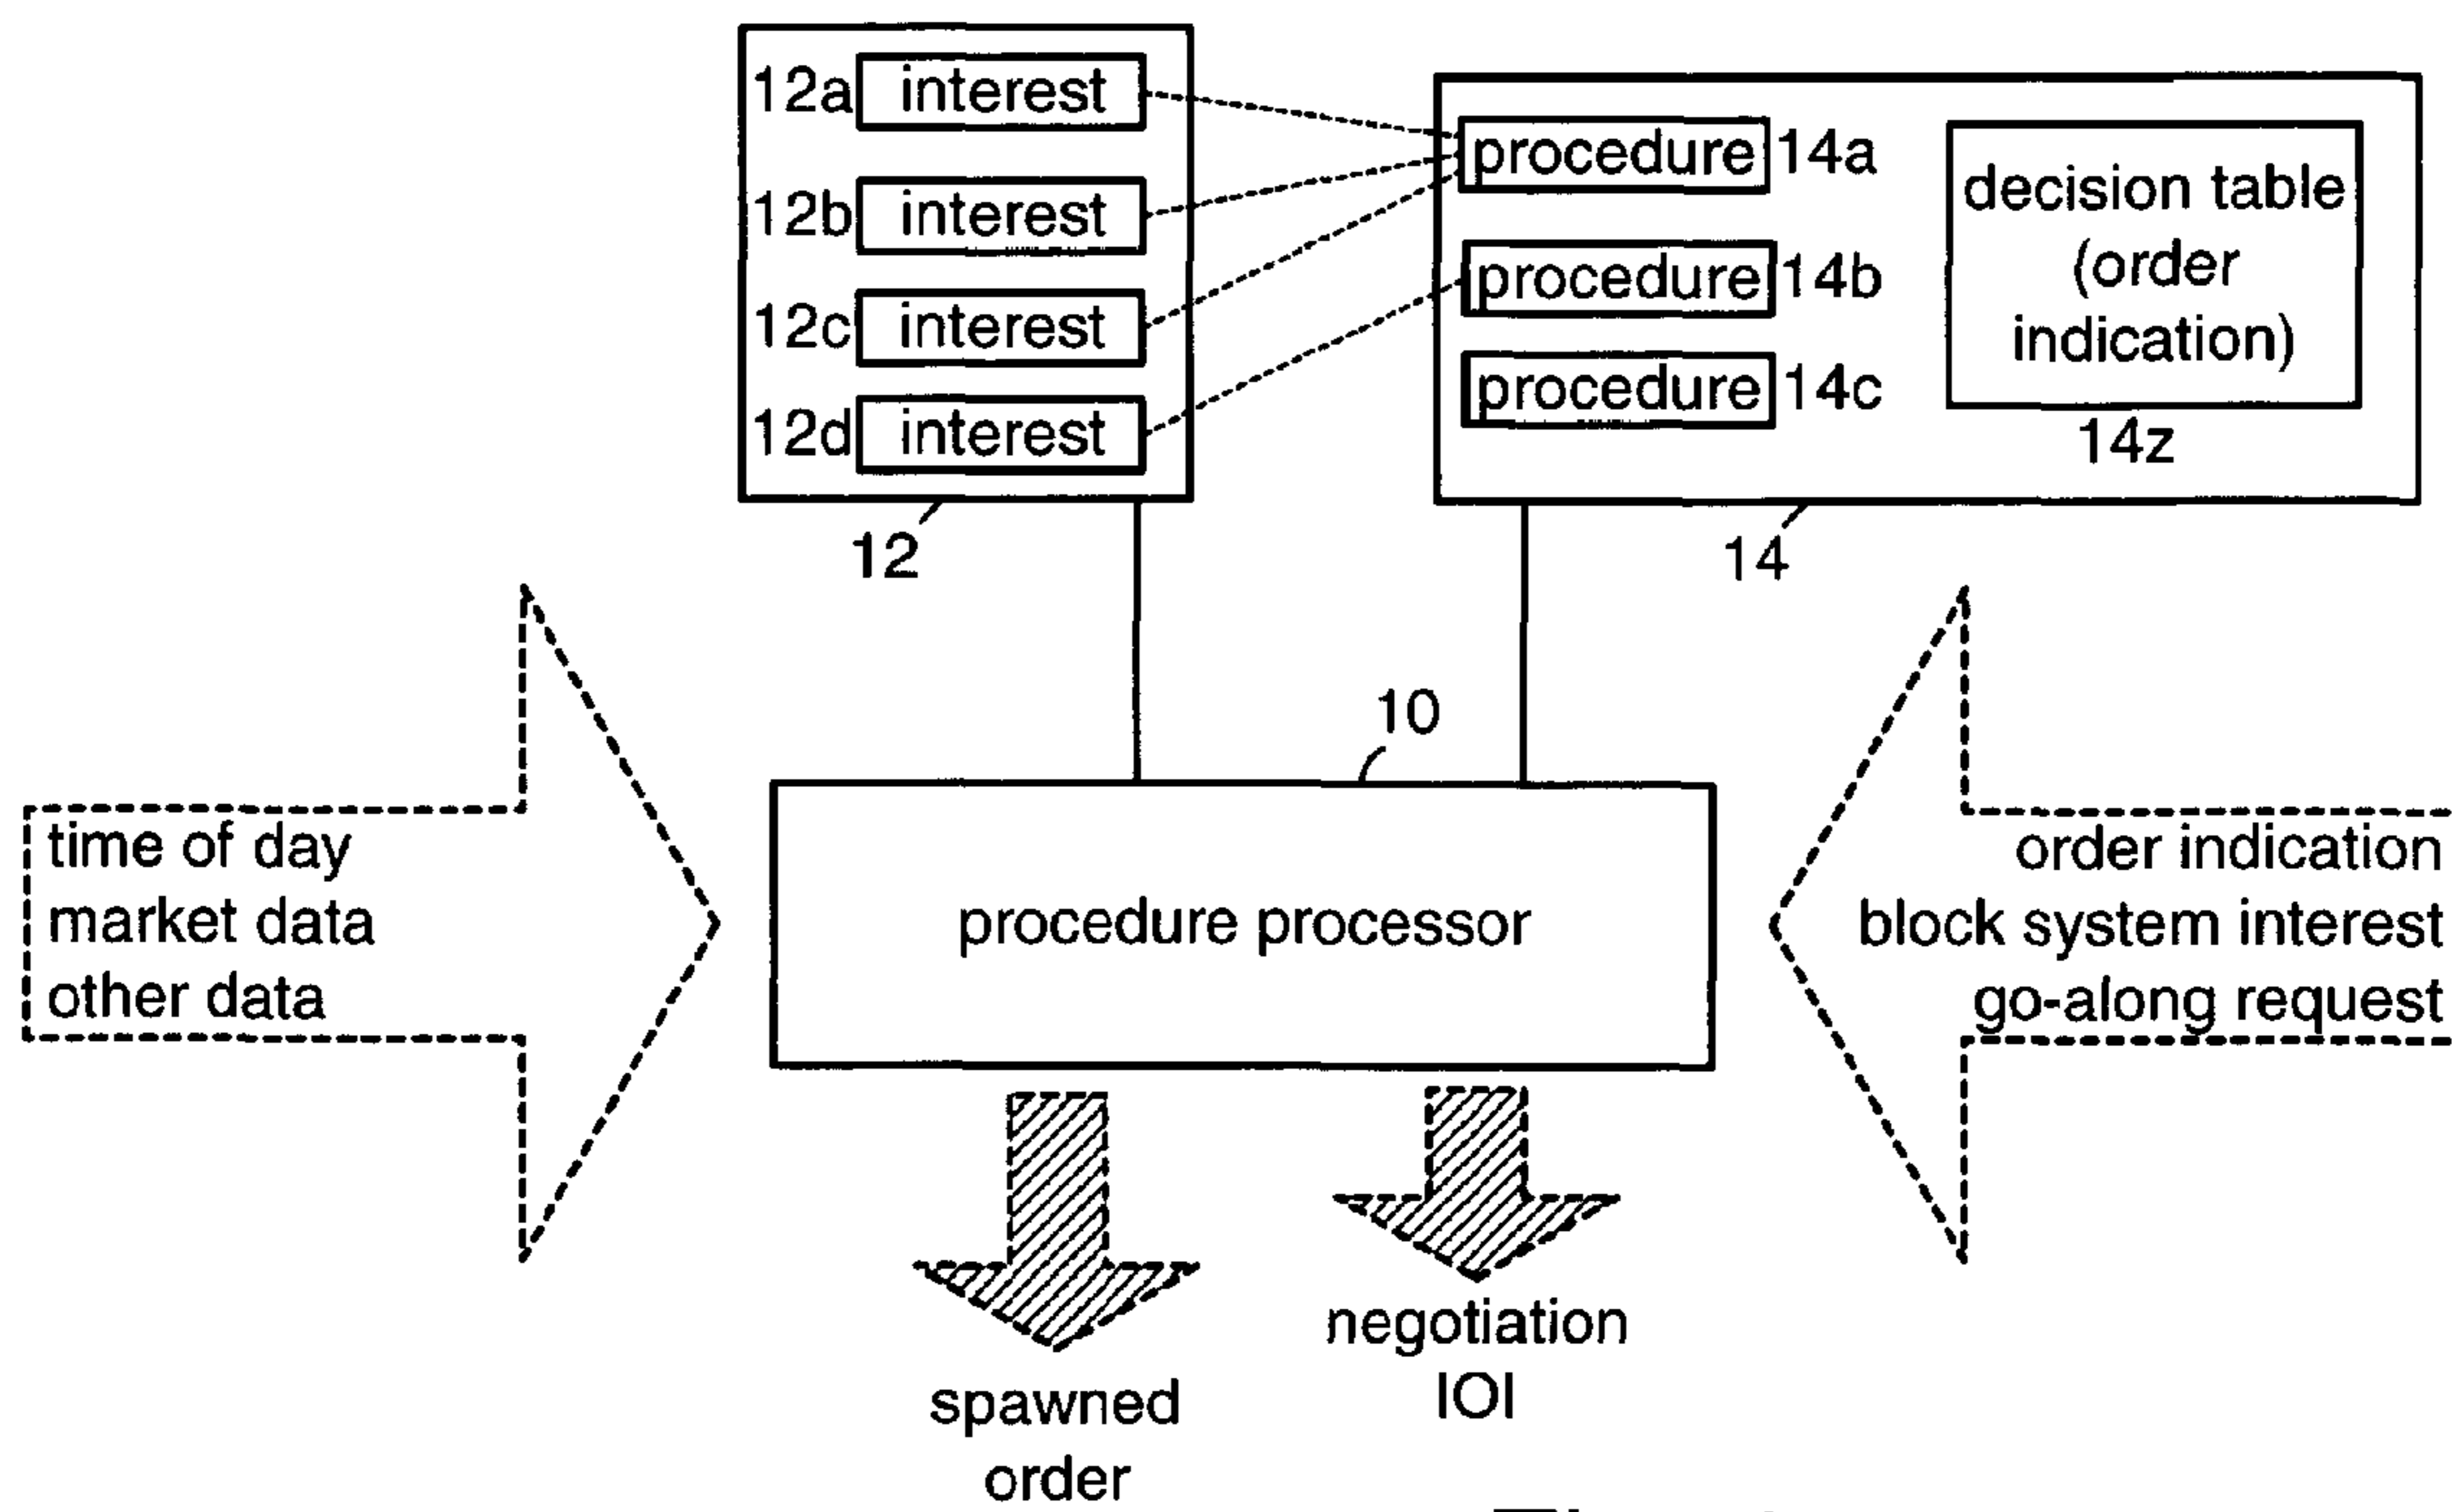 12a interest
12b interest
12c interest
12d interest
12
procedure 14a
procedure 14b
procedure 14c
decision table
(order
indication)
14z
14
10
time of day
market data
other data
procedure processor
order indication
block system interest
go-along request
spawned
order
negotiation
IOI